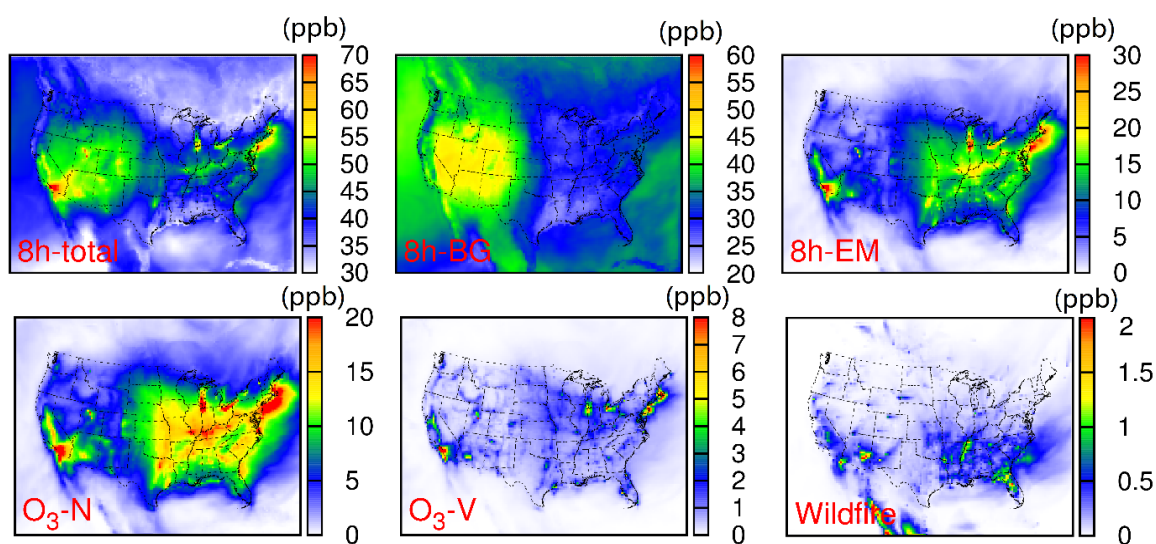 (ppb) (ppb) (ppb)
70 60 30
65 55 25
60 50 20
55 45
50 40 15
45 35 10
40 30 5
35 25
30 20 0
8h-total 8h-BG 8h-EM
(ppb) (ppb) (ppb)
20 8 2
15 7 1.5
10 6 1
5 5 0.5
0 4 0
3
2
1
0
O₃-N O₃-V Wildfire